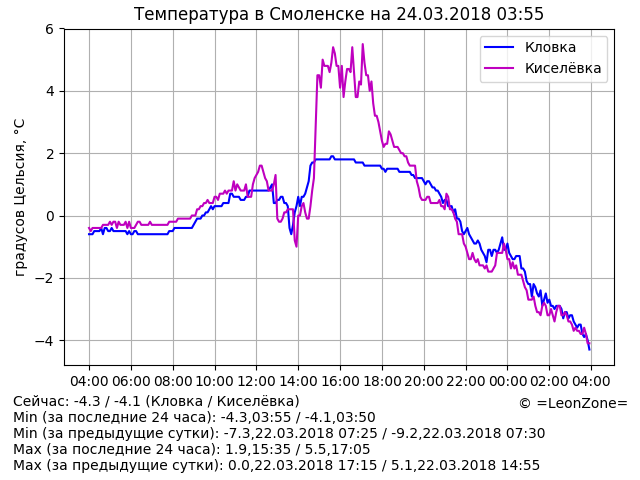 Температура в Смоленске на 24.03.2018 03:55
Кловка
Киселёвка
градусов Цельсия, °C
6
4
2
0
−2
−4
04:00 06:00 08:00 10:00 12:00 14:00 16:00 18:00 20:00 22:00 00:00 02:00 04:00
Сейчас: -4.3 / -4.1 (Кловка / Киселёвка)
© =LeonZone=
Min (за последние 24 часа): -4.3,03:55 / -4.1,03:50
Min (за предыдущие сутки): -7.3,22.03.2018 07:25 / -9.2,22.03.2018 07:30
Max (за последние 24 часа): 1.9,15:35 / 5.5,17:05
Max (за предыдущие сутки): 0.0,22.03.2018 17:15 / 5.1,22.03.2018 14:55